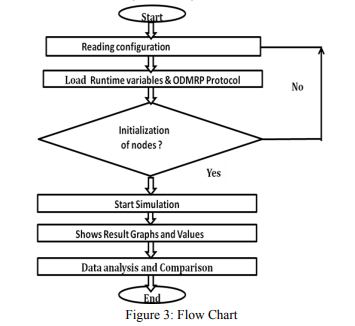 Start
Reading configuration
Load Runtime variables & ODMRP Protocol
No
Initialization
of nodes ?
Yes
Start Simulation
Shows Result Graphs and Values
Data analysis and Comparison
End
Figure 3: Flow Chart